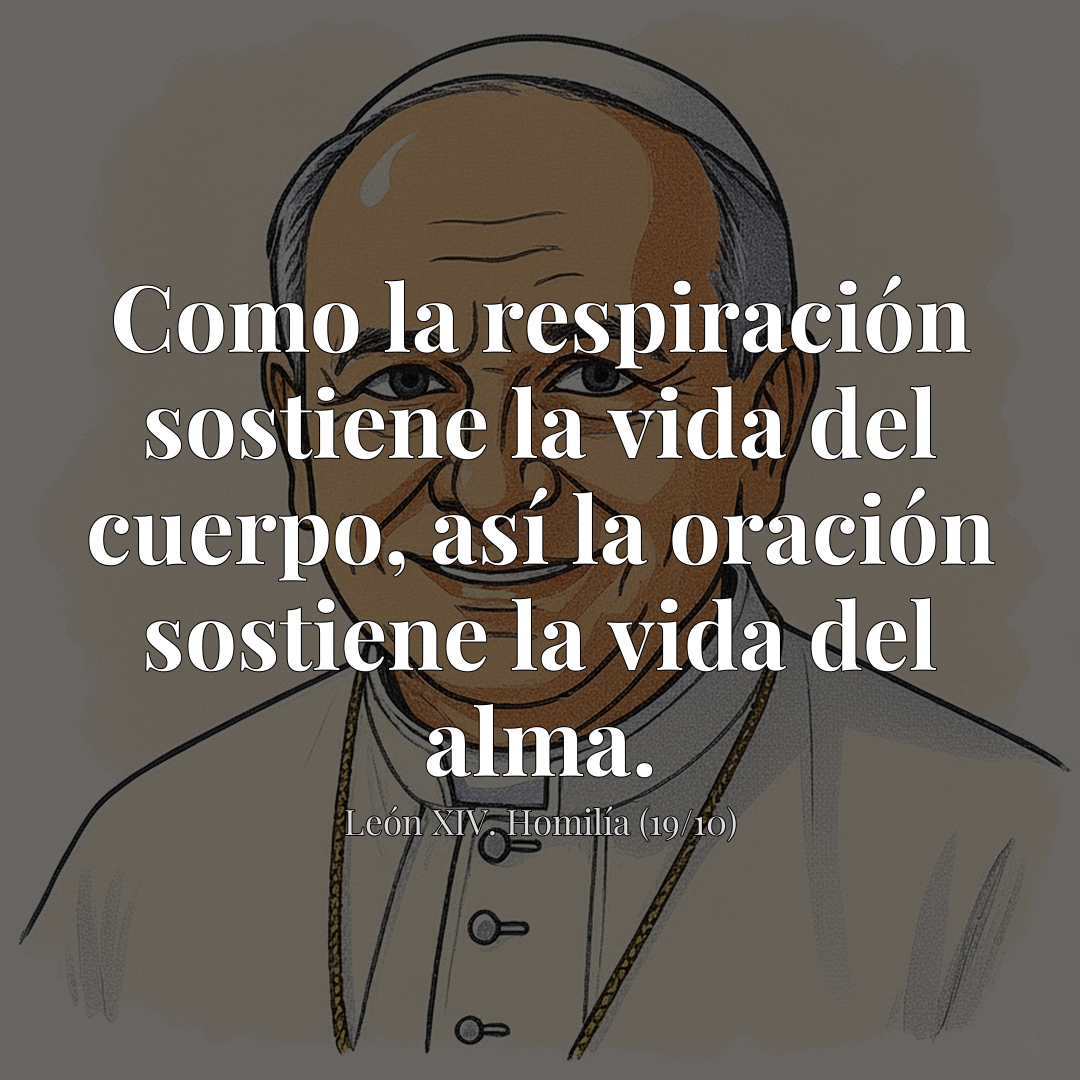 Como la respiración
sostiene la vida del
cuerpo, así la oración
sostiene la vida del
alma.
León XIV. Homilía (19/10)